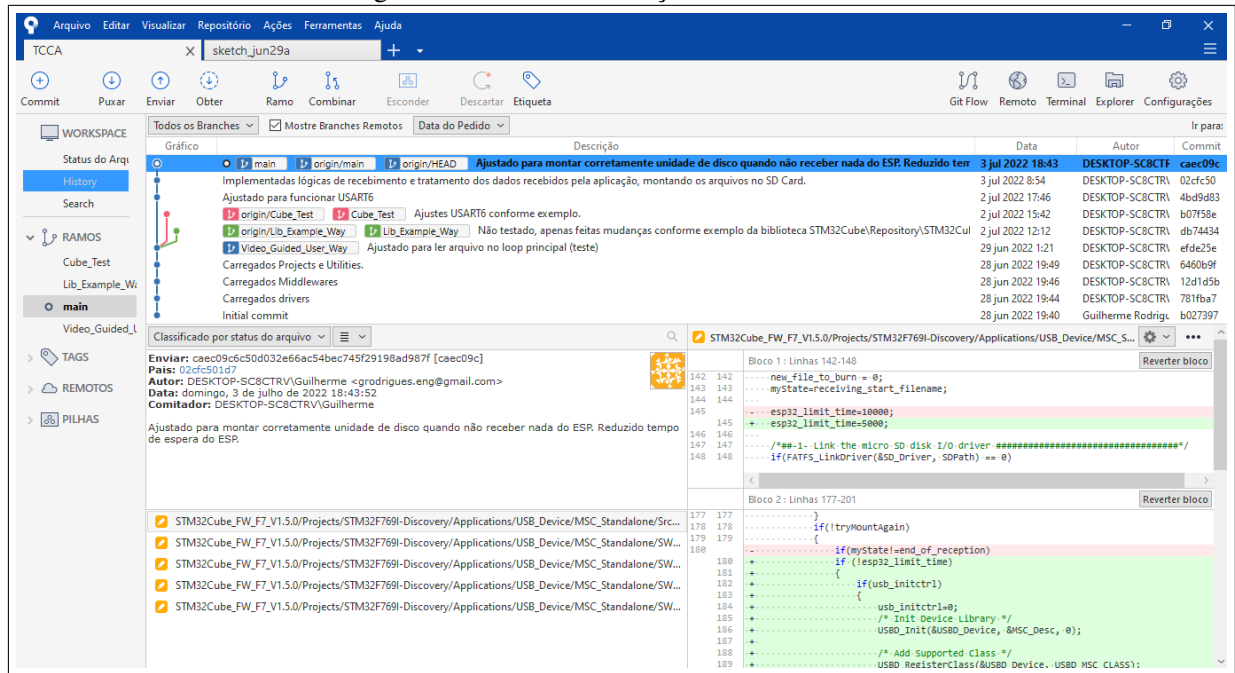 Arquivo Editar Visualizar Repositório Ações Ferramentas Ajuda
TCCA sketch_jun29a
Commit Puxar Enviar Obter Ramo Combinar Esconder Descartar Etiqueta Git Flow Remoto Terminal Explorer Configurações
WORKSPACE
Status do Arqu
History
Search
RAMOS
Cube_Test
Lib_Example_Wa
main
Video_Guided_U
TAGS
REMOTOS
PILHAS
Todos os Branches Mostre Branches Remotos Data do Pedido Ir para:
Gráfico Descrição Data Autor Commit
main origin/main origin/HEAD Ajustado para montar corretamente unidade de disco quando não receber nada do ESP. Reduzido tem 3 jul 2022 18:43 DESKTOP-SC8CTF caec09c
Implementadas lógicas de recebimento e tratamento dos dados recebidos pela aplicação, montando os arquivos no SD Card. 3 jul 2022 8:54 DESKTOP-SC8CTR\ 02cfc50
Ajustado para funcionar USART6 2 jul 2022 17:46 DESKTOP-SC8CTR\ 4bd9d83
origin/Cube_Test Cube_Test Ajustes USART6 conforme exemplo. 2 jul 2022 15:42 DESKTOP-SC8CTR\ b07f58e
origin/Lib_Example_Way Lib_Example_Way Não testado, apenas feitas mudanças conforme exemplo da biblioteca STM32Cube\Repository\STM32Cul 2 jul 2022 12:12 DESKTOP-SC8CTR\ db74434
Video_Guided_User_Way Ajustado para ler arquivo no loop principal (teste) 29 jun 2022 1:21 DESKTOP-SC8CTR\ efde25e
Carregados Projects e Utilities. 28 jun 2022 19:49 DESKTOP-SC8CTR\ 6460b9f
Carregados Middlewares 28 jun 2022 19:46 DESKTOP-SC8CTR\ 12d1d5b
Carregados drivers 28 jun 2022 19:44 DESKTOP-SC8CTR\ 781fba7
Initial commit 28 jun 2022 19:40 Guilherme Rodrigu b027397
Classificado por status do arquivo
Enviar: caec09c6c50d032e66ac54bec745f29198ad987f [caec09c]
Pais: 02cfc501d7
Autor: DESKTOP-SC8CTRV\Guilherme <grodrigues.eng@gmail.com>
Data: domingo, 3 de julho de 2022 18:43:52
Comitador: DESKTOP-SC8CTRV\Guilherme
Ajustado para montar corretamente unidade de disco quando não receber nada do ESP. Reduzido tempo
de espera do ESP.
STM32Cube_FW_F7_V1.5.0/Projects/STM32F769I-Discovery/Applications/USB_Device/MSC_Standalone/Src...
STM32Cube_FW_F7_V1.5.0/Projects/STM32F769I-Discovery/Applications/USB_Device/MSC_Standalone/SW...
STM32Cube_FW_F7_V1.5.0/Projects/STM32F769I-Discovery/Applications/USB_Device/MSC_Standalone/SW...
STM32Cube_FW_F7_V1.5.0/Projects/STM32F769I-Discovery/Applications/USB_Device/MSC_Standalone/SW...
STM32Cube_FW_F7_V1.5.0/Projects/STM32F769I-Discovery/Applications/USB_Device/MSC_Standalone/SW...
STM32Cube_FW_F7_V1.5.0/Projects/STM32F769I-Discovery/Applications/USB_Device/MSC_S...
Bloco 1 : Linhas 142-148 Reverter bloco
142 142 new_file_to_burn = 0;
143 143 myState=receiving_start_filename;
144 144
145 - esp32_limit_time=10000;
145 + esp32_limit_time=5000;
146 146
147 147 /*##-1- Link the micro SD disk I/O driver ##################################*/
148 148 if(FATFS_LinkDriver(&SD_Driver, SDPath) == 0)
Bloco 2 : Linhas 177-201 Reverter bloco
177 177 }
178 178 if(!tryMountAgain)
179 179 {
180 - if(myState!=end_of_reception)
180 + if (!esp32_limit_time)
181 + {
182 + if(usb_initctrl)
183 + {
184 + usb_initctrl=0;
185 + /* Init Device Library */
186 + USBD_Init(&USBD_Device, &MSC_Desc, 0);
187 +
188 + /* Add Supported Class */
189 + USBD_RegisterClass(&USBD_Device, USBD_MSC_CLASS);